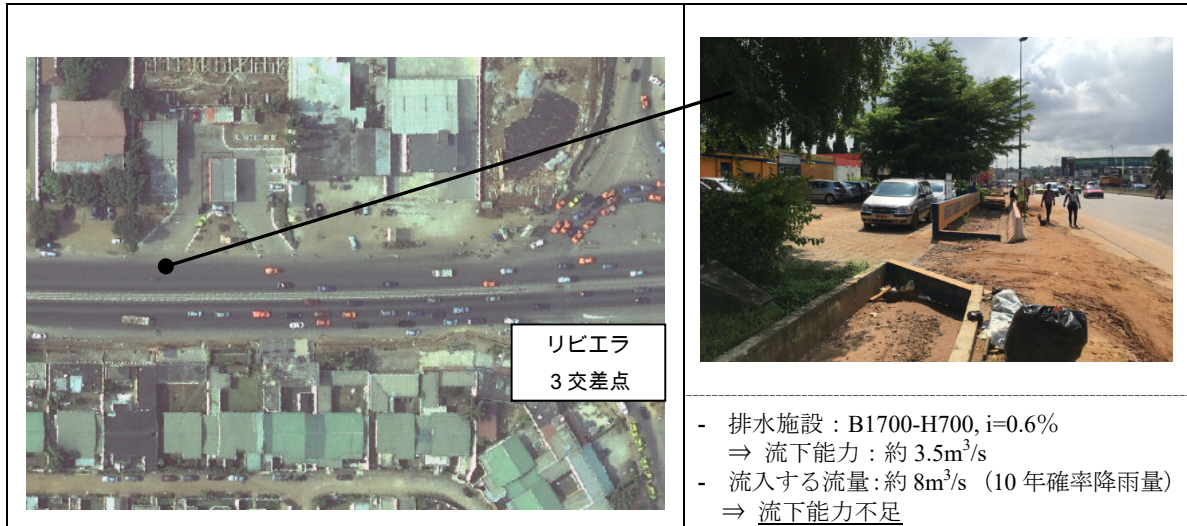 リビエラ
3 交差点
- 排水施設：B1700-H700, i=0.6%
⇒ 流下能力：約 3.5m³/s
- 流入する流量：約 8m³/s （10 年確率降雨量）
⇒ 流下能力不足